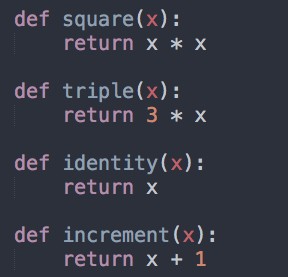 def square(x):
    return x * x
def triple(x):
    return 3 * x
def identity(x):
    return x
def increment(x):
    return x + 1